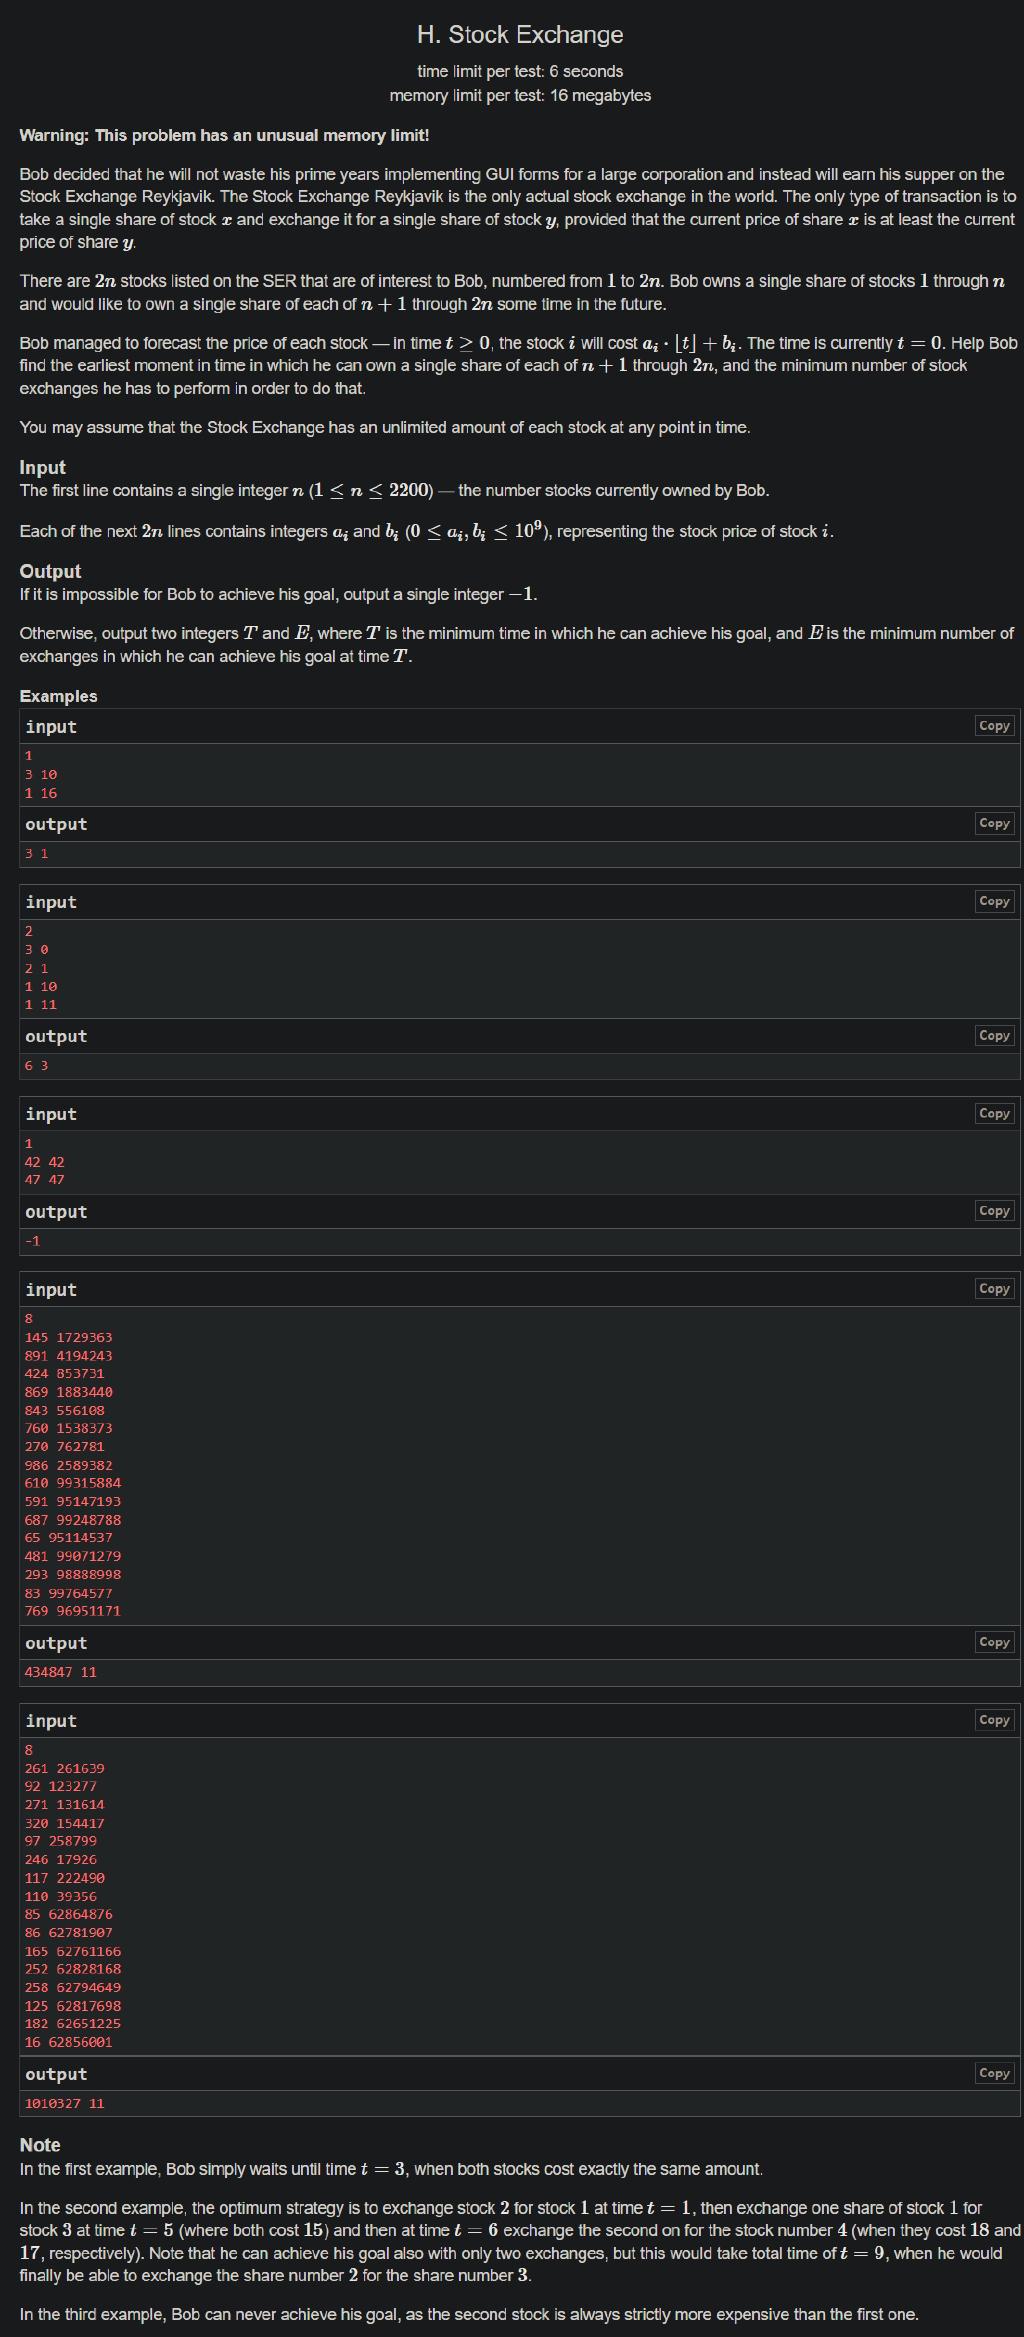 H. Stock Exchange
time limit per test: 6 seconds
memory limit per test: 16 megabytes
Warning: This problem has an unusual memory limit!
Bob decided that he will not waste his prime years implementing GUI forms for a large corporation and instead will earn his supper on the
Stock Exchange Reykjavik. The Stock Exchange Reykjavik is the only actual stock exchange in the world. The only type of transaction is to
take a single share of stock x and exchange it for a single share of stock y, provided that the current price of share x is at least the current
price of share y.
There are 2n stocks listed on the SER that are of interest to Bob, numbered from 1 to 2n. Bob owns a single share of stocks 1 through n
and would like to own a single share of each of n + 1 through 2n some time in the future.
Bob managed to forecast the price of each stock — in time t ≥ 0, the stock i will cost a_i · ⌊t⌋ + b_i. The time is currently t = 0. Help Bob
find the earliest moment in time in which he can own a single share of each of n + 1 through 2n, and the minimum number of stock
exchanges he has to perform in order to do that.
You may assume that the Stock Exchange has an unlimited amount of each stock at any point in time.
Input
The first line contains a single integer n (1 ≤ n ≤ 2200) — the number stocks currently owned by Bob.
Each of the next 2n lines contains integers a_i and b_i (0 ≤ a_i, b_i ≤ 10^9), representing the stock price of stock i.
Output
If it is impossible for Bob to achieve his goal, output a single integer −1.
Otherwise, output two integers T and E, where T is the minimum time in which he can achieve his goal, and E is the minimum number of
exchanges in which he can achieve his goal at time T.
Examples
input
Copy
1
3 10
1 16
output
Copy
3 1
input
Copy
2
3 0
2 1
1 10
1 11
output
Copy
6 3
input
Copy
1
42 42
47 47
output
Copy
-1
input
Copy
8
145 1729363
891 4194243
424 853731
869 1883440
843 556108
760 1538373
270 762781
986 2589382
610 99315884
591 95147193
687 99248788
65 95114537
481 99071279
293 98888998
83 99764577
769 96951171
output
Copy
434847 11
input
Copy
8
261 261639
92 123277
271 131614
320 154417
97 258799
246 17926
117 222490
110 39356
85 62864876
86 62781907
165 62761166
252 62828168
258 62794649
125 62817698
182 62651225
16 62856001
output
Copy
1010327 11
Note
In the first example, Bob simply waits until time t = 3, when both stocks cost exactly the same amount.
In the second example, the optimum strategy is to exchange stock 2 for stock 1 at time t = 1, then exchange one share of stock 1 for
stock 3 at time t = 5 (where both cost 15) and then at time t = 6 exchange the second on for the stock number 4 (when they cost 18 and
17, respectively). Note that he can achieve his goal also with only two exchanges, but this would take total time of t = 9, when he would
finally be able to exchange the share number 2 for the share number 3.
In the third example, Bob can never achieve his goal, as the second stock is always strictly more expensive than the first one.